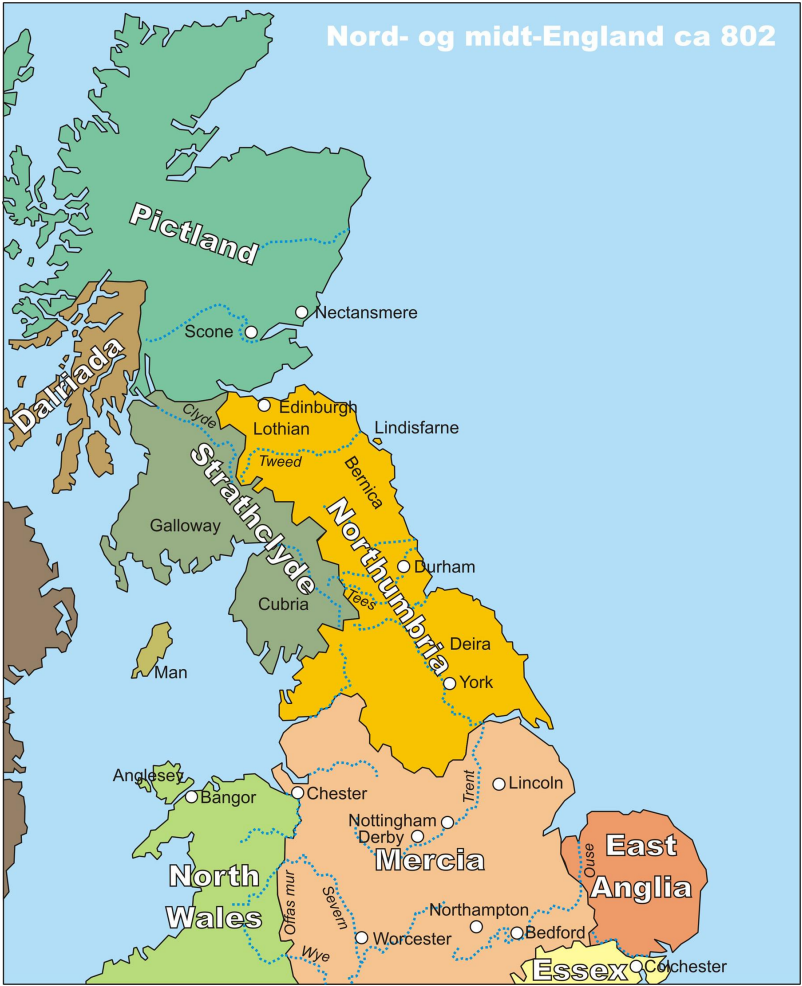 Nord- og midt-England ca 802
Pictland
Nectansmere
Scone
Dalriada
Edinburgh
Clyde
Lothian
Lindisfarne
Tweed
Bernica
Strathclyde
Northumbria
Galloway
Durham
Cubria
Tees
Deira
Man
York
Anglesey
Bangor
Chester
Lincoln
Trent
Nottingham
Derby
Mercia
East
Anglia
Ouse
North
Wales
Offas mur
Severn
Northampton
Bedford
Worcester
Wye
Essex
Colchester